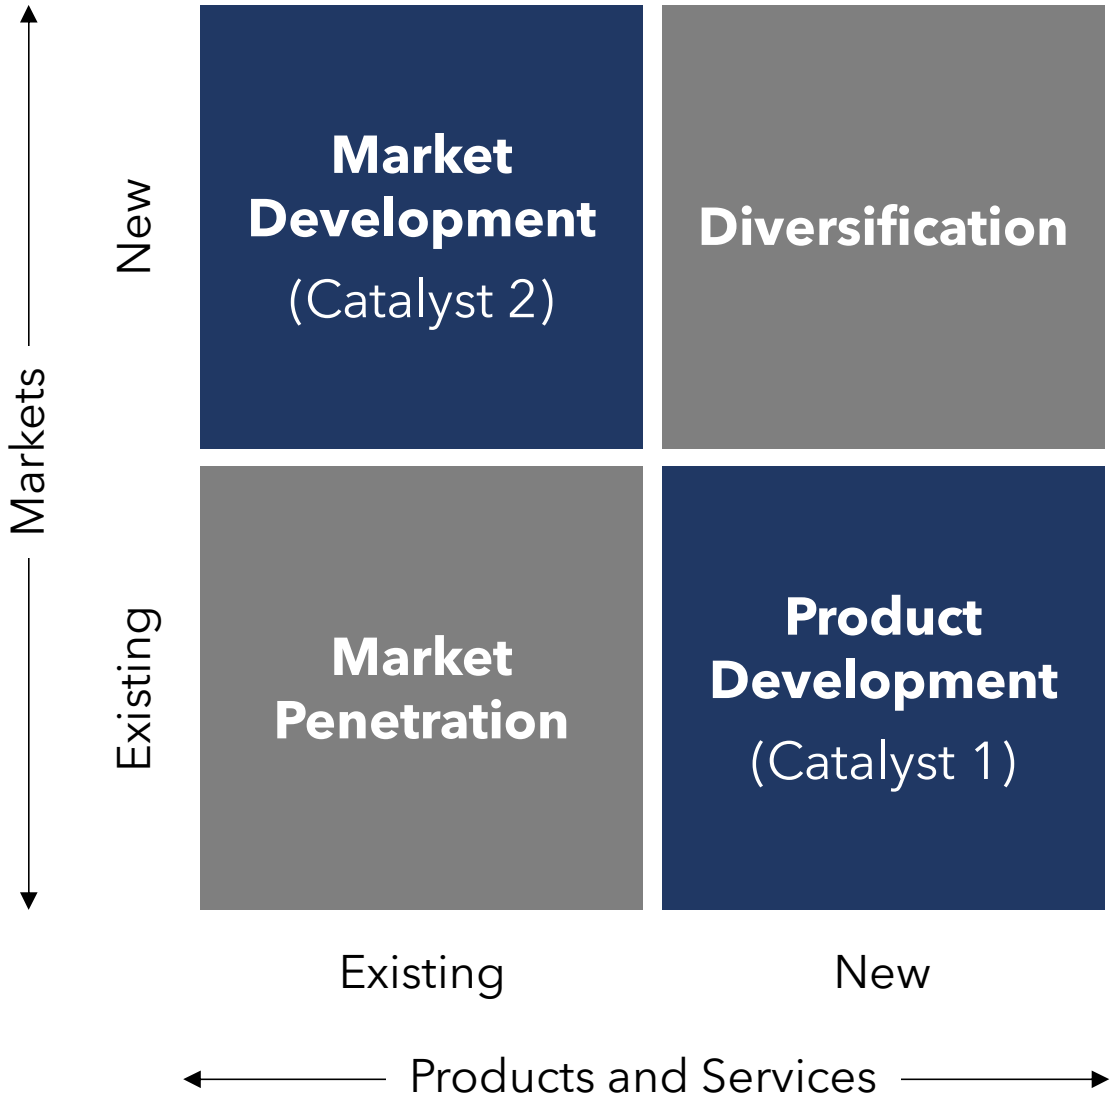 Market
Development
(Catalyst 2)
Diversification
New
Markets
Market
Penetration
Product
Development
(Catalyst 1)
Existing
Existing
New
Products and Services